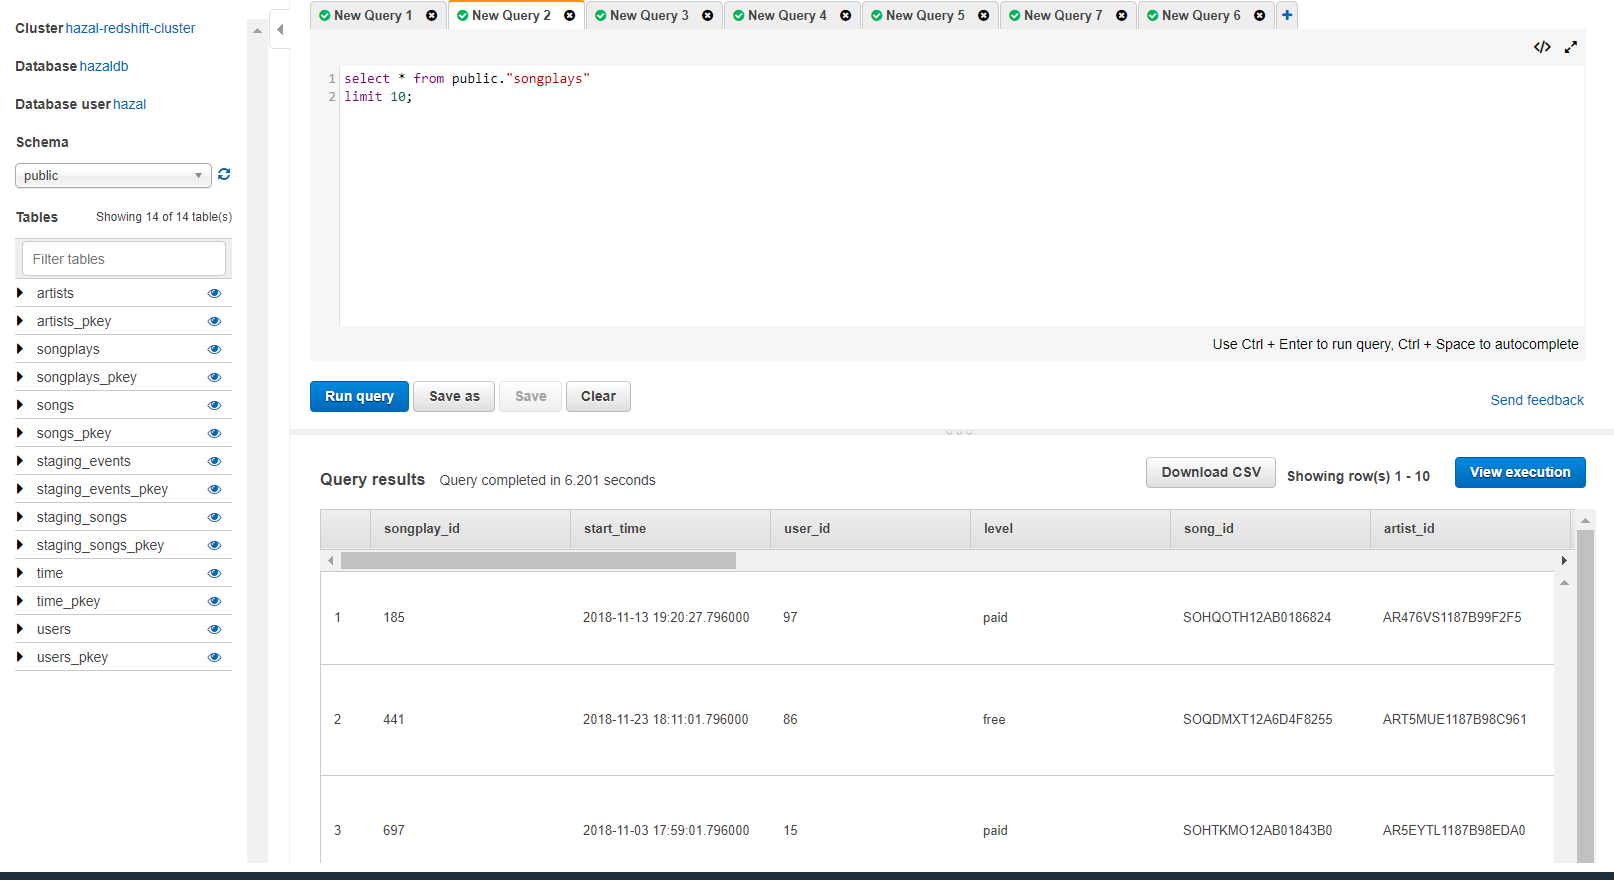 Cluster hazal-redshift-cluster
Database hazaldb
Database user hazal
Schema
public
Tables Showing 14 of 14 table(s)
Filter tables
artists
artists_pkey
songplays
songplays_pkey
songs
songs_pkey
staging_events
staging_events_pkey
staging_songs
staging_songs_pkey
time
time_pkey
users
users_pkey
New Query 1 New Query 2 New Query 3 New Query 4 New Query 5 New Query 7 New Query 6 +
</>
1 select * from public."songplays"
2 limit 10;
Use Ctrl + Enter to run query, Ctrl + Space to autocomplete
Run query Save as Save Clear Send feedback
Query results Query completed in 6.201 seconds Download CSV Showing row(s) 1 - 10 View execution
songplay_id start_time user_id level song_id artist_id
1 185 2018-11-13 19:20:27.796000 97 paid SOHQOTH12AB0186824 AR476VS1187B99F2F5
2 441 2018-11-23 18:11:01.796000 86 free SOQDMXT12A6D4F8255 ART5MUE1187B98C961
3 697 2018-11-03 17:59:01.796000 15 paid SOHTKMO12AB01843B0 AR5EYTL1187B98EDA0